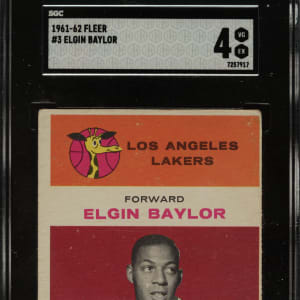 SGC
1961-62 FLEER
#3 ELGIN BAYLOR
4
VG
EX
7257917
LOS ANGELES
LAKERS
FORWARD
ELGIN BAYLOR